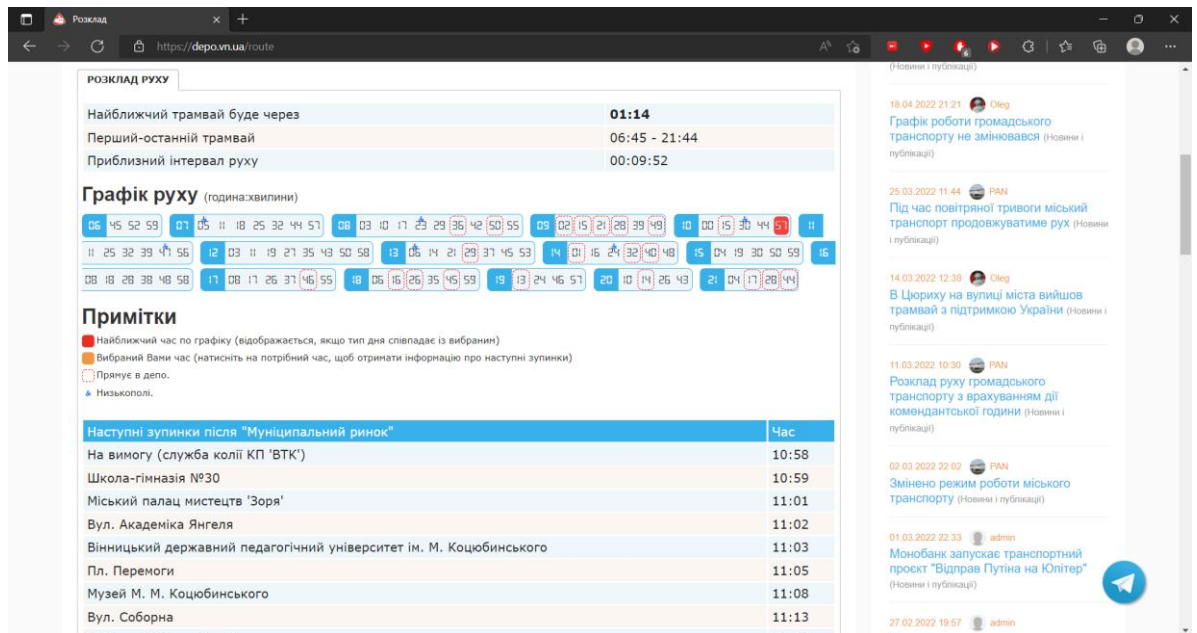 Розклад
https://depo.vn.ua/route
6
РОЗКЛАД РУХУ
Найближчий трамвай буде через 01:14
Перший-останній трамвай 06:45 - 21:44
Приблизний інтервал руху 00:09:52
Графік руху (година:хвилини)
06 45 52 59 07 05 11 18 25 32 44 57 08 03 10 17 23 29 36 42 50 55 09 02 15 21 28 39 49 10 00 15 30 44 57 11
11 25 32 39 47 56 12 03 11 19 27 35 43 50 58 13 06 14 21 29 37 45 53 14 01 16 24 32 40 48 15 04 19 30 50 59 16
08 18 28 38 48 58 17 08 17 26 37 46 55 18 06 16 26 35 45 59 19 13 24 46 57 20 10 14 26 43 21 04 17 28 44
Примітки
Найближчий час по графіку (відображається, якщо тип дня співпадає із вибраним)
Вибраний Вами час (натисніть на потрібний час, щоб отримати інформацію про наступні зупинки)
Прямує в депо.
Низькополі.
Наступні зупинки після "Муніципальний ринок" Час
На вимогу (служба колії КП 'ВТК') 10:58
Школа-гімназія №30 10:59
Міський палац мистецтв 'Зоря' 11:01
Вул. Академіка Янгеля 11:02
Вінницький державний педагогічний університет ім. М. Коцюбинського 11:03
Пл. Перемоги 11:05
Музей М. М. Коцюбинського 11:08
Вул. Соборна 11:13
(Новини і публікації)
18.04.2022 21:21 Oleg
Графік роботи громадського
транспорту не змінювався (Новини і
публікації)
25.03.2022 11:44 PAN
Під час повітряної тривоги міський
транспорт продовжуватиме рух (Новини
і публікації)
14.03.2022 12:38 Oleg
В Цюриху на вулиці міста вийшов
трамвай з підтримкою України (Новини і
публікації)
11.03.2022 10:30 PAN
Розклад руху громадського
транспорту з врахуванням дії
комендантської години (Новини і
публікації)
02.03.2022 22:02 PAN
Змінено режим роботи міського
транспорту (Новини і публікації)
01.03.2022 22:33 admin
Монобанк запускає транспортний
проєкт "Відправ Путіна на Юпітер"
(Новини і публікації)
27.02.2022 19:57 admin